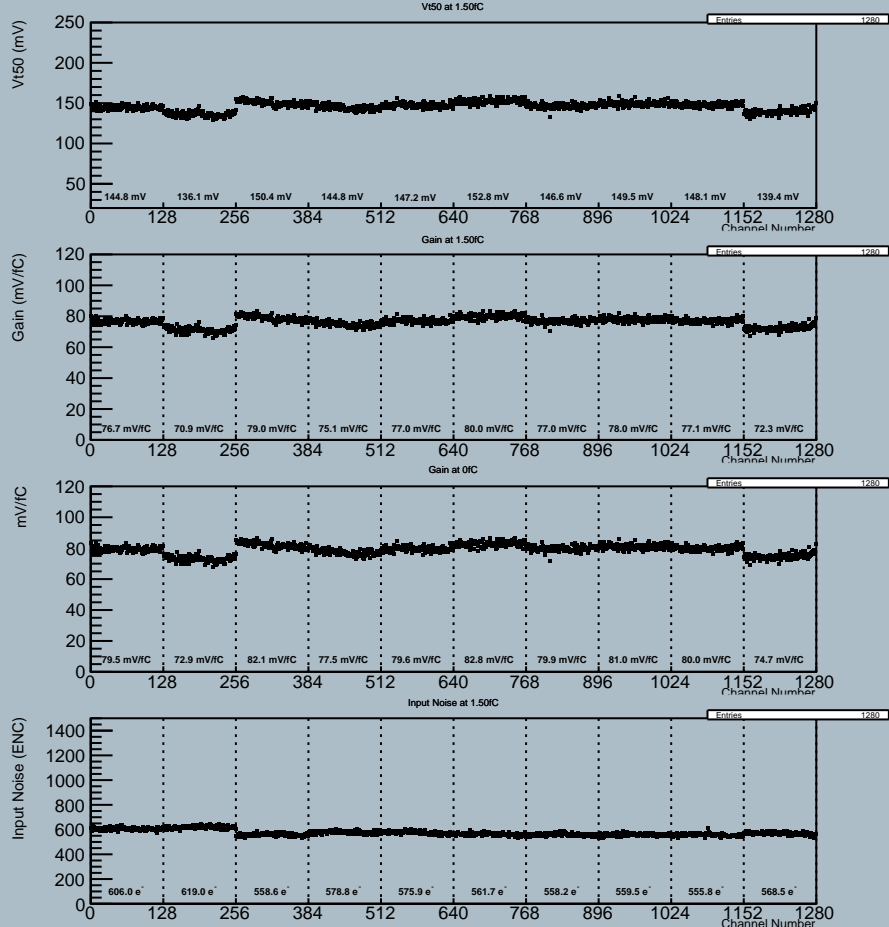 Vt50 at 1.50fC
Entries 1280
Vt50 (mV)
250
200
150
100
50
144.8 mV 136.1 mV 150.4 mV 144.8 mV 147.2 mV 152.8 mV 146.6 mV 149.5 mV 148.1 mV 139.4 mV
0 128 256 384 512 640 768 896 1024 1152 1280
Channel Number
Gain at 1.50fC
Entries 1280
Gain (mV/fC)
120
100
80
60
40
20
0
76.7 mV/fC 70.9 mV/fC 79.0 mV/fC 75.1 mV/fC 77.0 mV/fC 80.0 mV/fC 77.0 mV/fC 78.0 mV/fC 77.1 mV/fC 72.3 mV/fC
0 128 256 384 512 640 768 896 1024 1152 1280
Channel Number
Gain at 0fC
Entries 1280
mV/fC
120
100
80
60
40
20
0
79.5 mV/fC 72.9 mV/fC 82.1 mV/fC 77.5 mV/fC 79.6 mV/fC 82.8 mV/fC 79.9 mV/fC 81.0 mV/fC 80.0 mV/fC 74.7 mV/fC
0 128 256 384 512 640 768 896 1024 1152 1280
Channel Number
Input Noise at 1.50fC
Entries 1280
Input Noise (ENC)
1400
1200
1000
800
600
400
200
0
606.0 e⁻ 619.0 e⁻ 558.6 e⁻ 578.8 e⁻ 575.9 e⁻ 561.7 e⁻ 558.2 e⁻ 559.5 e⁻ 555.8 e⁻ 568.5 e⁻
0 128 256 384 512 640 768 896 1024 1152 1280
Channel Number